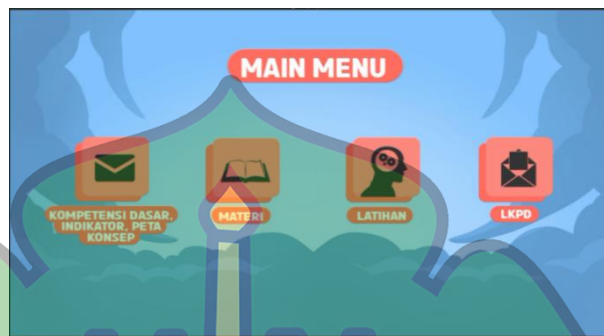 MAIN MENU
KOMPETENSI DASAR,
INDIKATOR, PETA
KONSEP
MATERI
LATIHAN
LKPD